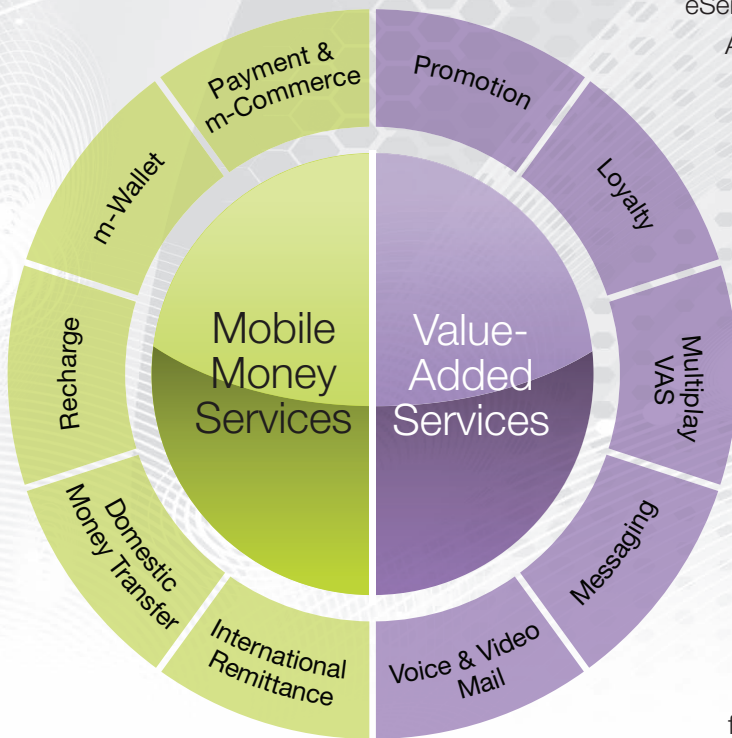 eSer
A
Payment &
m-Commerce
Promotion
m-Wallet
Loyalty
Recharge
Mobile
Money
Services
Value-
Added
Services
Multiplay
VAS
Domestic
Money Transfer
Messaging
International
Remittance
Voice & Video
Mail
f